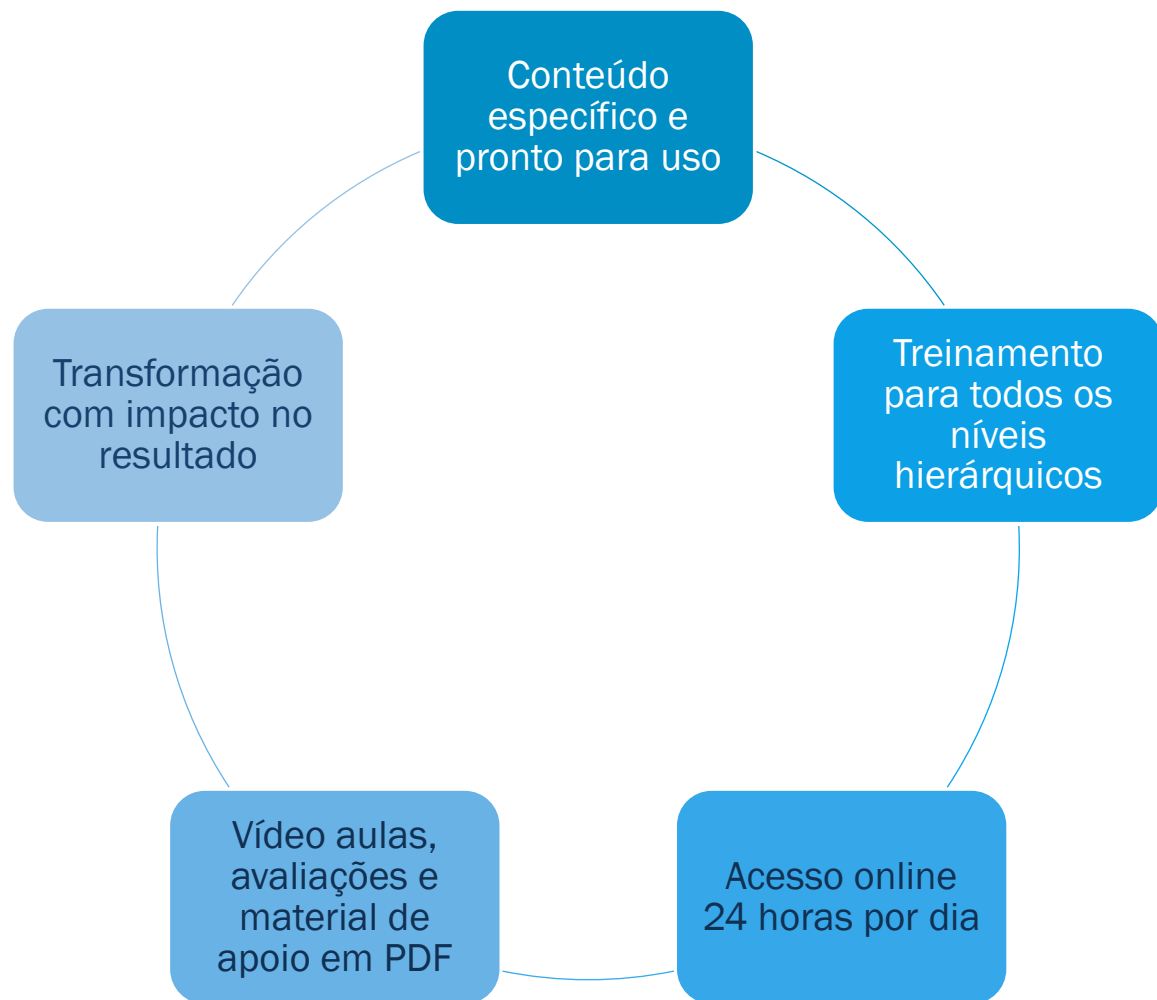 Conteúdo
específico e
pronto para uso
Treinamento
para todos os
níveis
hierárquicos
Acesso online
24 horas por dia
Vídeo aulas,
avaliações e
material de
apoio em PDF
Transformação
com impacto no
resultado